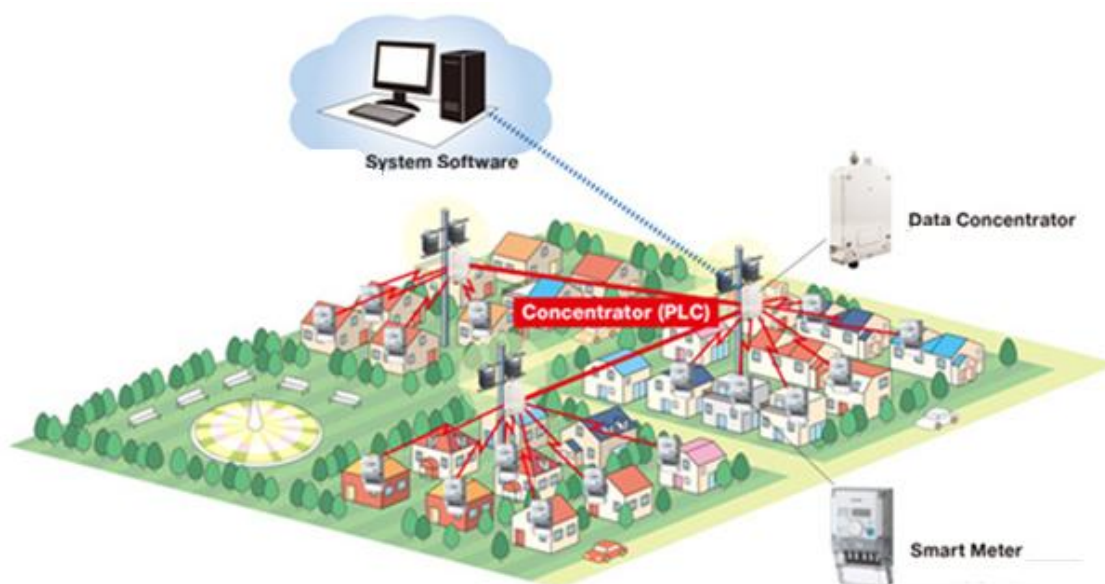 System Software
Data Concentrator
Concentrator (PLC)
Smart Meter